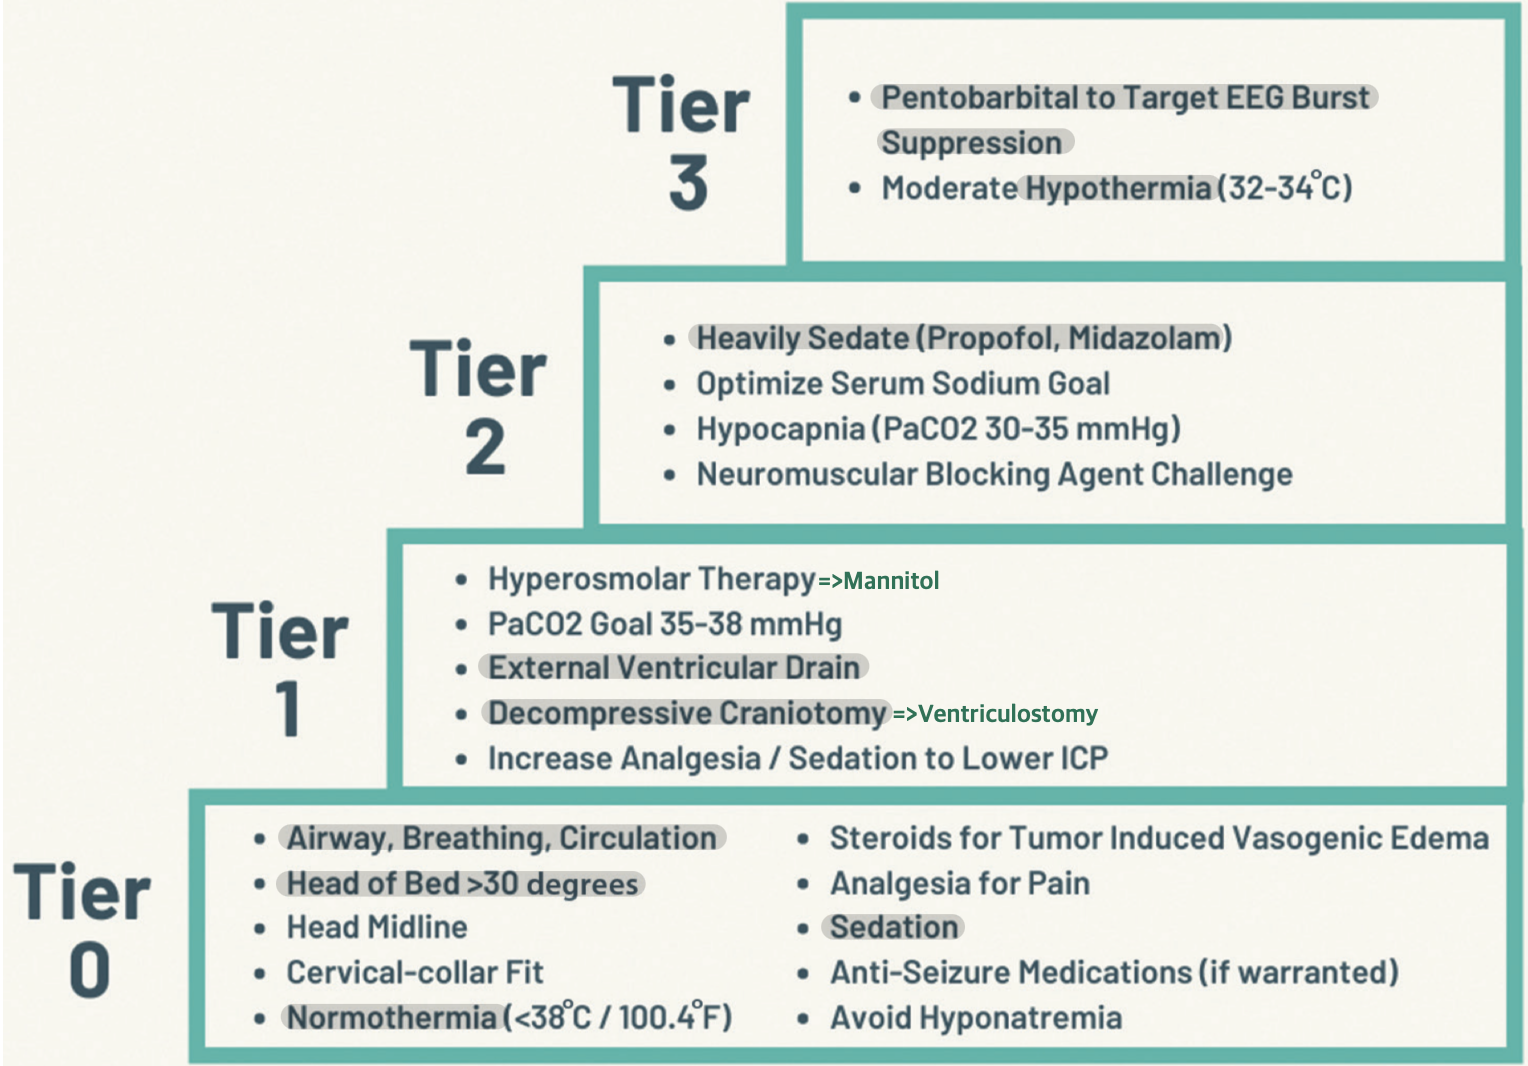 Tier
3
• Pentobarbital to Target EEG Burst
Suppression
• Moderate Hypothermia (32-34°C)
Tier
2
• Heavily Sedate (Propofol, Midazolam)
• Optimize Serum Sodium Goal
• Hypocapnia (PaCO2 30-35 mmHg)
• Neuromuscular Blocking Agent Challenge
Tier
1
• Hyperosmolar Therapy =>Mannitol
• PaCO2 Goal 35-38 mmHg
• External Ventricular Drain
• Decompressive Craniotomy =>Ventriculostomy
• Increase Analgesia / Sedation to Lower ICP
Tier
0
• Airway, Breathing, Circulation
• Head of Bed >30 degrees
• Head Midline
• Cervical-collar Fit
• Normothermia (<38°C / 100.4°F)
• Steroids for Tumor Induced Vasogenic Edema
• Analgesia for Pain
• Sedation
• Anti-Seizure Medications (if warranted)
• Avoid Hyponatremia